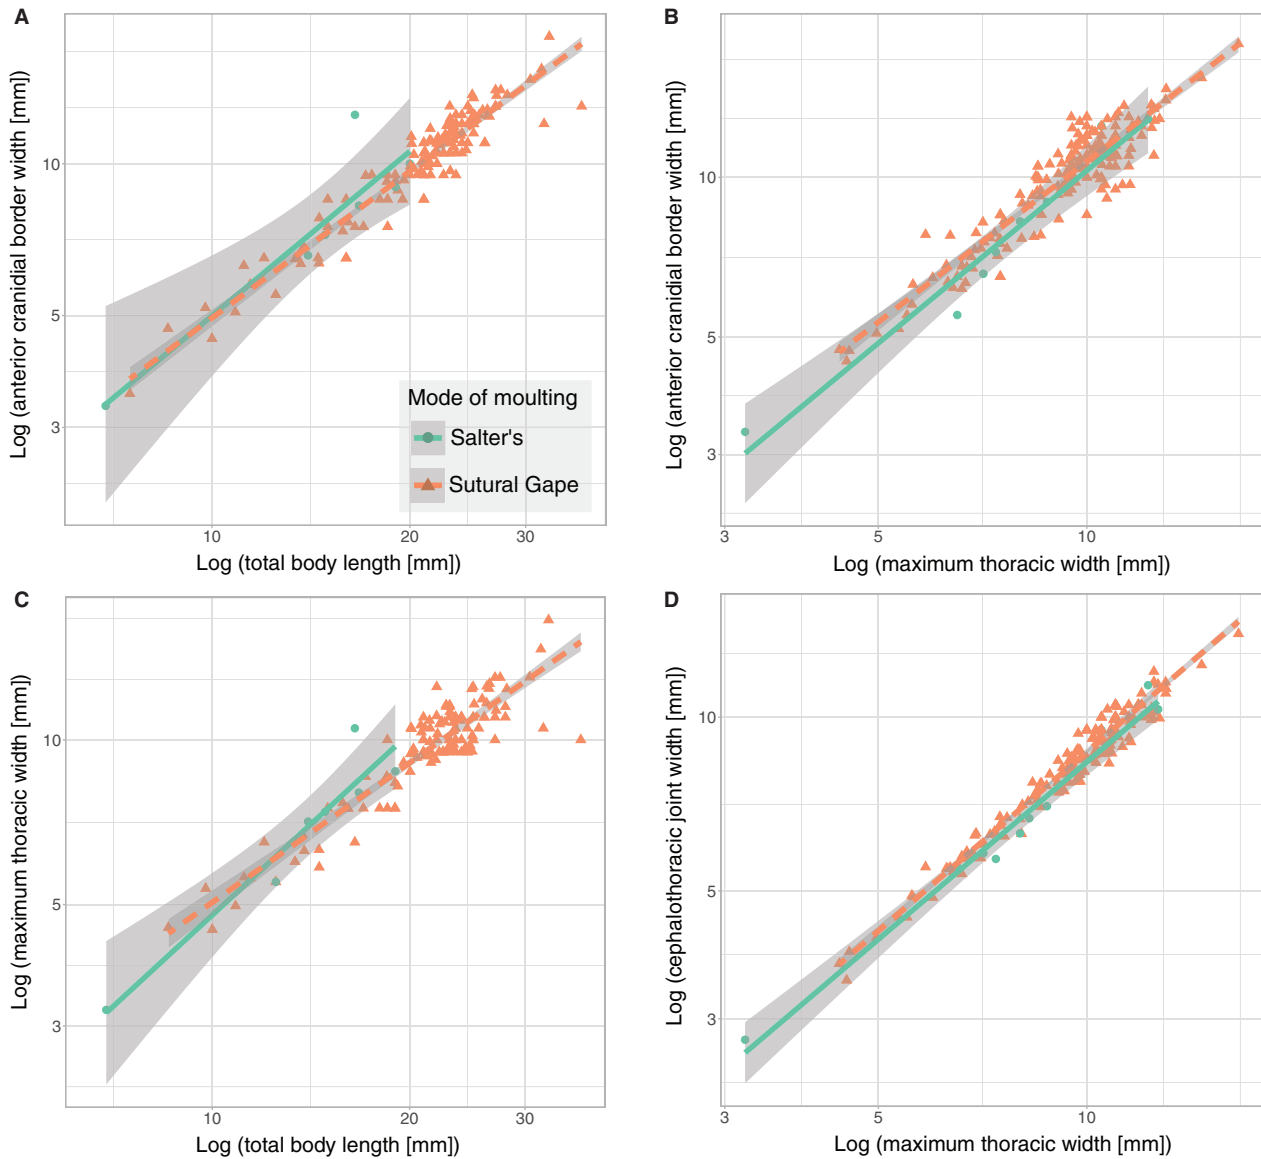 A
Log (anterior cranidial border width [mm])
10
5
3
Mode of moulting
Salter's
Sutural Gape
10
20
30
Log (total body length [mm])
B
Log (anterior cranidial border width [mm])
10
5
3
3
5
10
Log (maximum thoracic width [mm])
C
Log (maximum thoracic width [mm])
10
5
3
10
20
30
Log (total body length [mm])
D
Log (cephalothoracic joint width [mm])
10
5
3
3
5
10
Log (maximum thoracic width [mm])